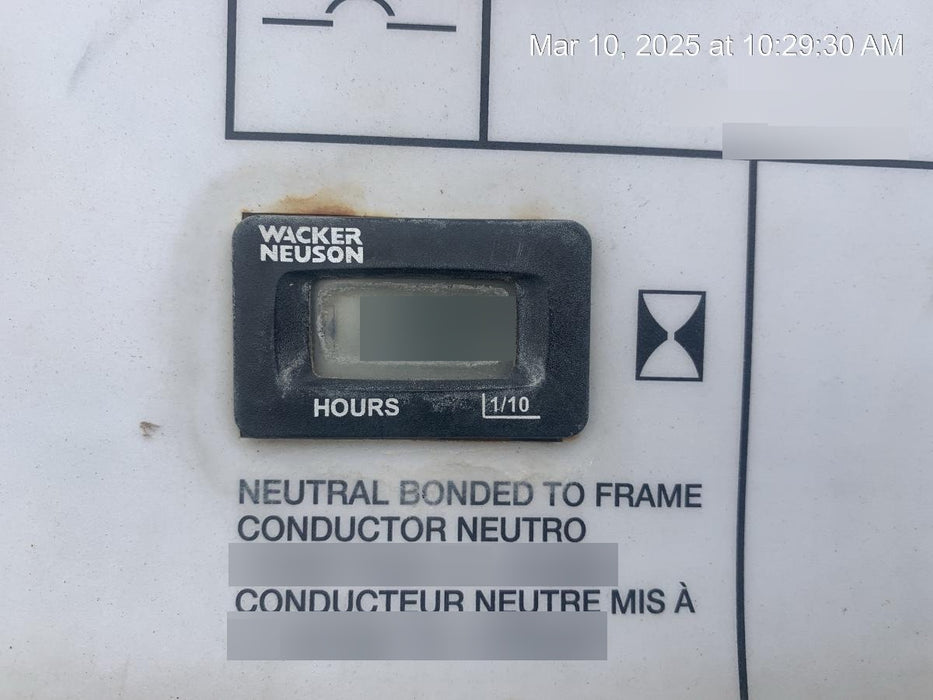 Mar 10, 2025 at 10:29:30 AM
WACKER
NEUSON
HOURS 1/10
NEUTRAL BONDED TO FRAME
CONDUCTOR NEUTRO
CONDUCTEUR NEUTRE MIS À